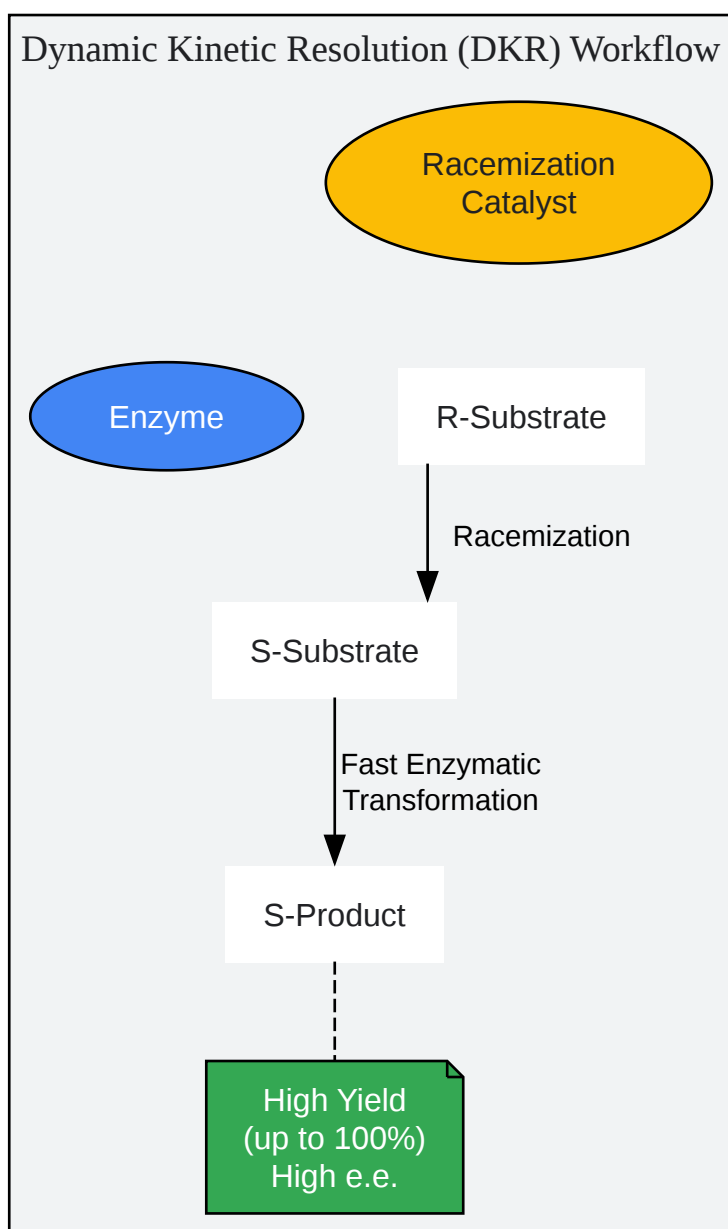 Dynamic Kinetic Resolution (DKR) Workflow
Racemization
Catalyst
Enzyme
R-Substrate
Racemization
S-Substrate
Fast Enzymatic
Transformation
S-Product
High Yield
(up to 100%)
High e.e.